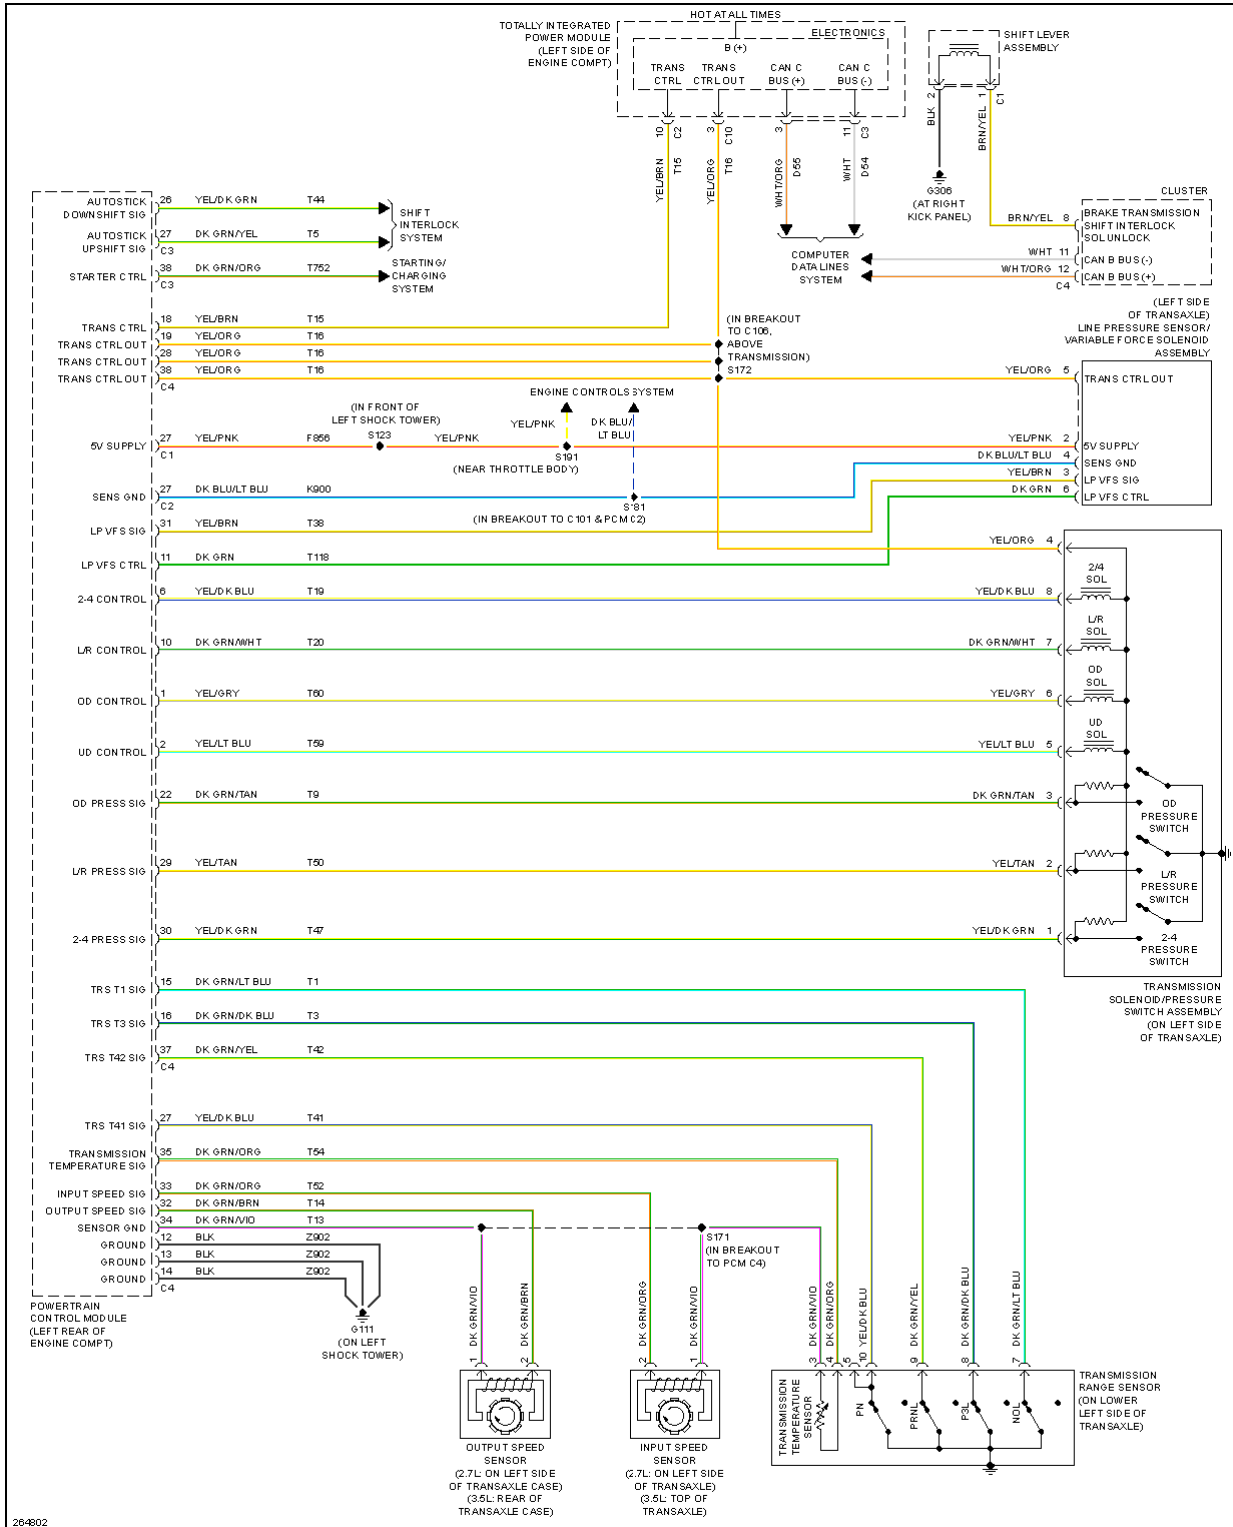 HOT AT ALL TIMES
TOTALLY INTEGRATED
POWER MODULE
(LEFT SIDE OF
ENGINE COMPT)
ELECTRONICS
B (+)
TRANS
CTRL
TRANS
CTRL OUT
CAN C
BUS (+)
CAN C
BUS (-)
10
C2
3
C10
3
11
C3
YEL/BRN
T15
YEL/ORG
T16
WHT/ORG
D55
WHT
D54
SHIFT LEVER
ASSEMBLY
2
1
C1
BLK
BRN/YEL
G306
(AT RIGHT
KICK PANEL)
COMPUTER
DATA LINES
SYSTEM
CLUSTER
BRN/YEL 8
BRAKE TRANSMISSION
SHIFT INTERLOCK
SOL UNLOCK
WHT 11
CAN B BUS (-)
WHT/ORG 12
CAN B BUS (+)
C4
AUTOSTICK
DOWNSHIFT SIG
26 YEL/DK GRN T44
AUTOSTICK
UPSHIFT SIG
27 DK GRN/YEL T5
C3
SHIFT
INTERLOCK
SYSTEM
STARTER CTRL
38 DK GRN/ORG T752
C3
STARTING/
CHARGING
SYSTEM
TRANS CTRL
18 YEL/BRN T15
TRANS CTRL OUT
19 YEL/ORG T16
TRANS CTRL OUT
28 YEL/ORG T16
TRANS CTRL OUT
38 YEL/ORG T16
C4
(IN BREAKOUT
TO C106,
ABOVE
TRANSMISSION)
S172
(LEFT SIDE
OF TRANSAXLE)
LINE PRESSURE SENSOR/
VARIABLE FORCE SOLENOID
ASSEMBLY
YEL/ORG 5
TRANS CTRL OUT
ENGINE CONTROLS SYSTEM
(IN FRONT OF
LEFT SHOCK TOWER)
S123
YEL/PNK
DK BLU/
LT BLU
5V SUPPLY
27 YEL/PNK F856
C1
YEL/PNK
S191
(NEAR THROTTLE BODY)
YEL/PNK 2
5V SUPPLY
DK BLU/LT BLU 4
SENS GND
YEL/BRN 3
LP VFS SIG
DK GRN 6
LP VFS CTRL
SENS GND
27 DK BLU/LT BLU K900
C2
S181
(IN BREAKOUT TO C101 & PCM C2)
LP VFS SIG
31 YEL/BRN T38
LP VFS CTRL
11 DK GRN T118
YEL/ORG 4
2-4 CONTROL
6 YEL/DK BLU T19
YEL/DK BLU 8
2/4
SOL
L/R CONTROL
10 DK GRN/WHT T20
DK GRN/WHT 7
L/R
SOL
OD CONTROL
1 YEL/GRY T60
YEL/GRY 6
OD
SOL
UD CONTROL
2 YEL/LT BLU T59
YEL/LT BLU 5
UD
SOL
OD PRESS SIG
22 DK GRN/TAN T9
DK GRN/TAN 3
OD
PRESSURE
SWITCH
L/R PRESS SIG
29 YEL/TAN T50
YEL/TAN 2
L/R
PRESSURE
SWITCH
2-4 PRESS SIG
30 YEL/DK GRN T47
YEL/DK GRN 1
2-4
PRESSURE
SWITCH
TRANSMISSION
SOLENOID/PRESSURE
SWITCH ASSEMBLY
(ON LEFT SIDE
OF TRANSAXLE)
TRS T1 SIG
15 DK GRN/LT BLU T1
TRS T3 SIG
16 DK GRN/DK BLU T3
TRS T42 SIG
37 DK GRN/YEL T42
C4
TRS T41 SIG
27 YEL/DK BLU T41
TRANSMISSION
TEMPERATURE SIG
35 DK GRN/ORG T54
INPUT SPEED SIG
33 DK GRN/ORG T52
OUTPUT SPEED SIG
32 DK GRN/BRN T14
SENSOR GND
34 DK GRN/VIO T13
GROUND
12 BLK Z902
GROUND
13 BLK Z902
GROUND
14 BLK Z902
C4
S171
(IN BREAKOUT
TO PCM C4)
POWERTRAIN
CONTROL MODULE
(LEFT REAR OF
ENGINE COMPT)
G111
(ON LEFT
SHOCK TOWER)
DK GRN/VIO
DK GRN/BRN
DK GRN/ORG
DK GRN/VIO
DK GRN/VIO
DK GRN/ORG
YEL/DK BLU
DK GRN/YEL
DK GRN/DK BLU
DK GRN/LT BLU
1
2
2
1
3
4
5
10
9
8
7
OUTPUT SPEED
SENSOR
(2.7L: ON LEFT SIDE
OF TRANSAXLE CASE)
(3.5L: REAR OF
TRANSAXLE CASE)
INPUT SPEED
SENSOR
(2.7L: ON LEFT SIDE
OF TRANSAXLE)
(3.5L: TOP OF
TRANSAXLE)
TRANSMISSION
TEMPERATURE
SENSOR
PN
PRNL
P3L
NOL
TRANSMISSION
RANGE SENSOR
(ON LOWER
LEFT SIDE OF
TRANSAXLE)
264802